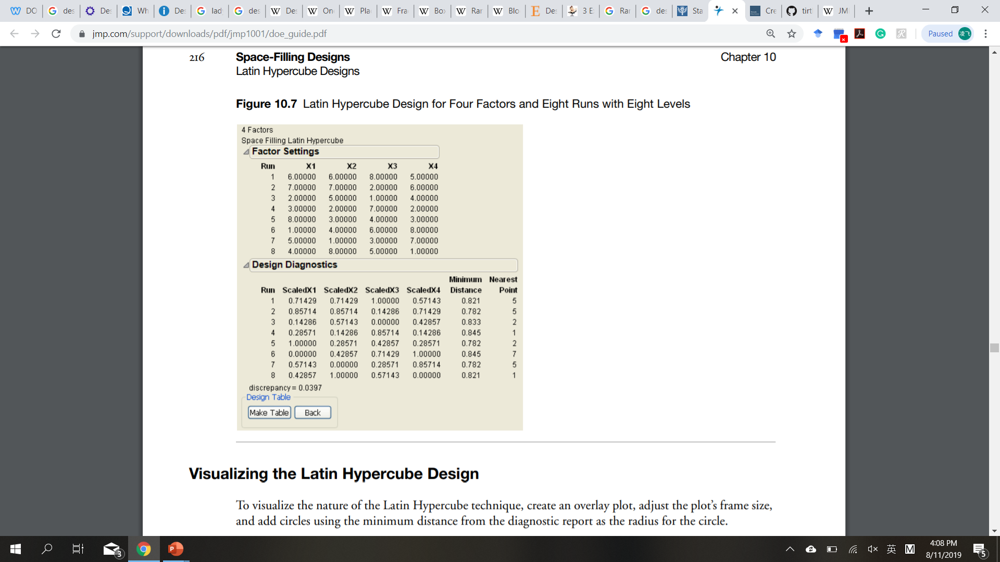 DO
des
Des
Wh
Des
lad
des
Des
On
Pla
Fra
Box
Rar
Blo
Des
3 E
Rar
des
Sta
Cre
tirt
JM
jmp.com/support/downloads/pdf/jmp1001/doe_guide.pdf
Paused
216 Space-Filling Designs Chapter 10
Latin Hypercube Designs
Figure 10.7 Latin Hypercube Design for Four Factors and Eight Runs with Eight Levels
4 Factors
Space Filling Latin Hypercube
Factor Settings
Run X1 X2 X3 X4
1 6.00000 6.00000 8.00000 5.00000
2 7.00000 7.00000 2.00000 6.00000
3 2.00000 5.00000 1.00000 4.00000
4 3.00000 2.00000 7.00000 2.00000
5 8.00000 3.00000 4.00000 3.00000
6 1.00000 4.00000 6.00000 8.00000
7 5.00000 1.00000 3.00000 7.00000
8 4.00000 8.00000 5.00000 1.00000
Design Diagnostics
Minimum Nearest
Run ScaledX1 ScaledX2 ScaledX3 ScaledX4 Distance Point
1 0.71429 0.71429 1.00000 0.57143 0.821 5
2 0.85714 0.85714 0.14286 0.71429 0.782 5
3 0.14286 0.57143 0.00000 0.42857 0.833 2
4 0.28571 0.14286 0.85714 0.14286 0.845 1
5 1.00000 0.28571 0.42857 0.28571 0.782 2
6 0.00000 0.42857 0.71429 1.00000 0.845 7
7 0.57143 0.00000 0.28571 0.85714 0.782 5
8 0.42857 1.00000 0.57143 0.00000 0.821 1
discrepancy = 0.0397
Design Table
Make Table Back
Visualizing the Latin Hypercube Design
To visualize the nature of the Latin Hypercube technique, create an overlay plot, adjust the plot's frame size,
and add circles using the minimum distance from the diagnostic report as the radius for the circle.
3
英 M
4:08 PM
8/11/2019
5